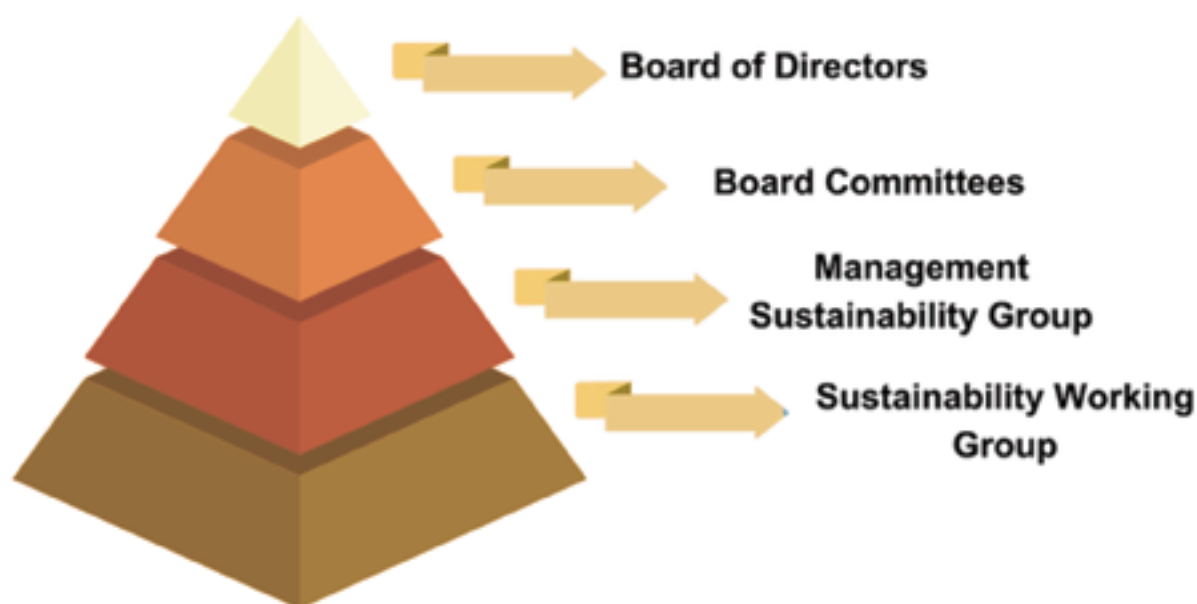 Board of Directors
Board Committees
Management
Sustainability Group
Sustainability Working
Group